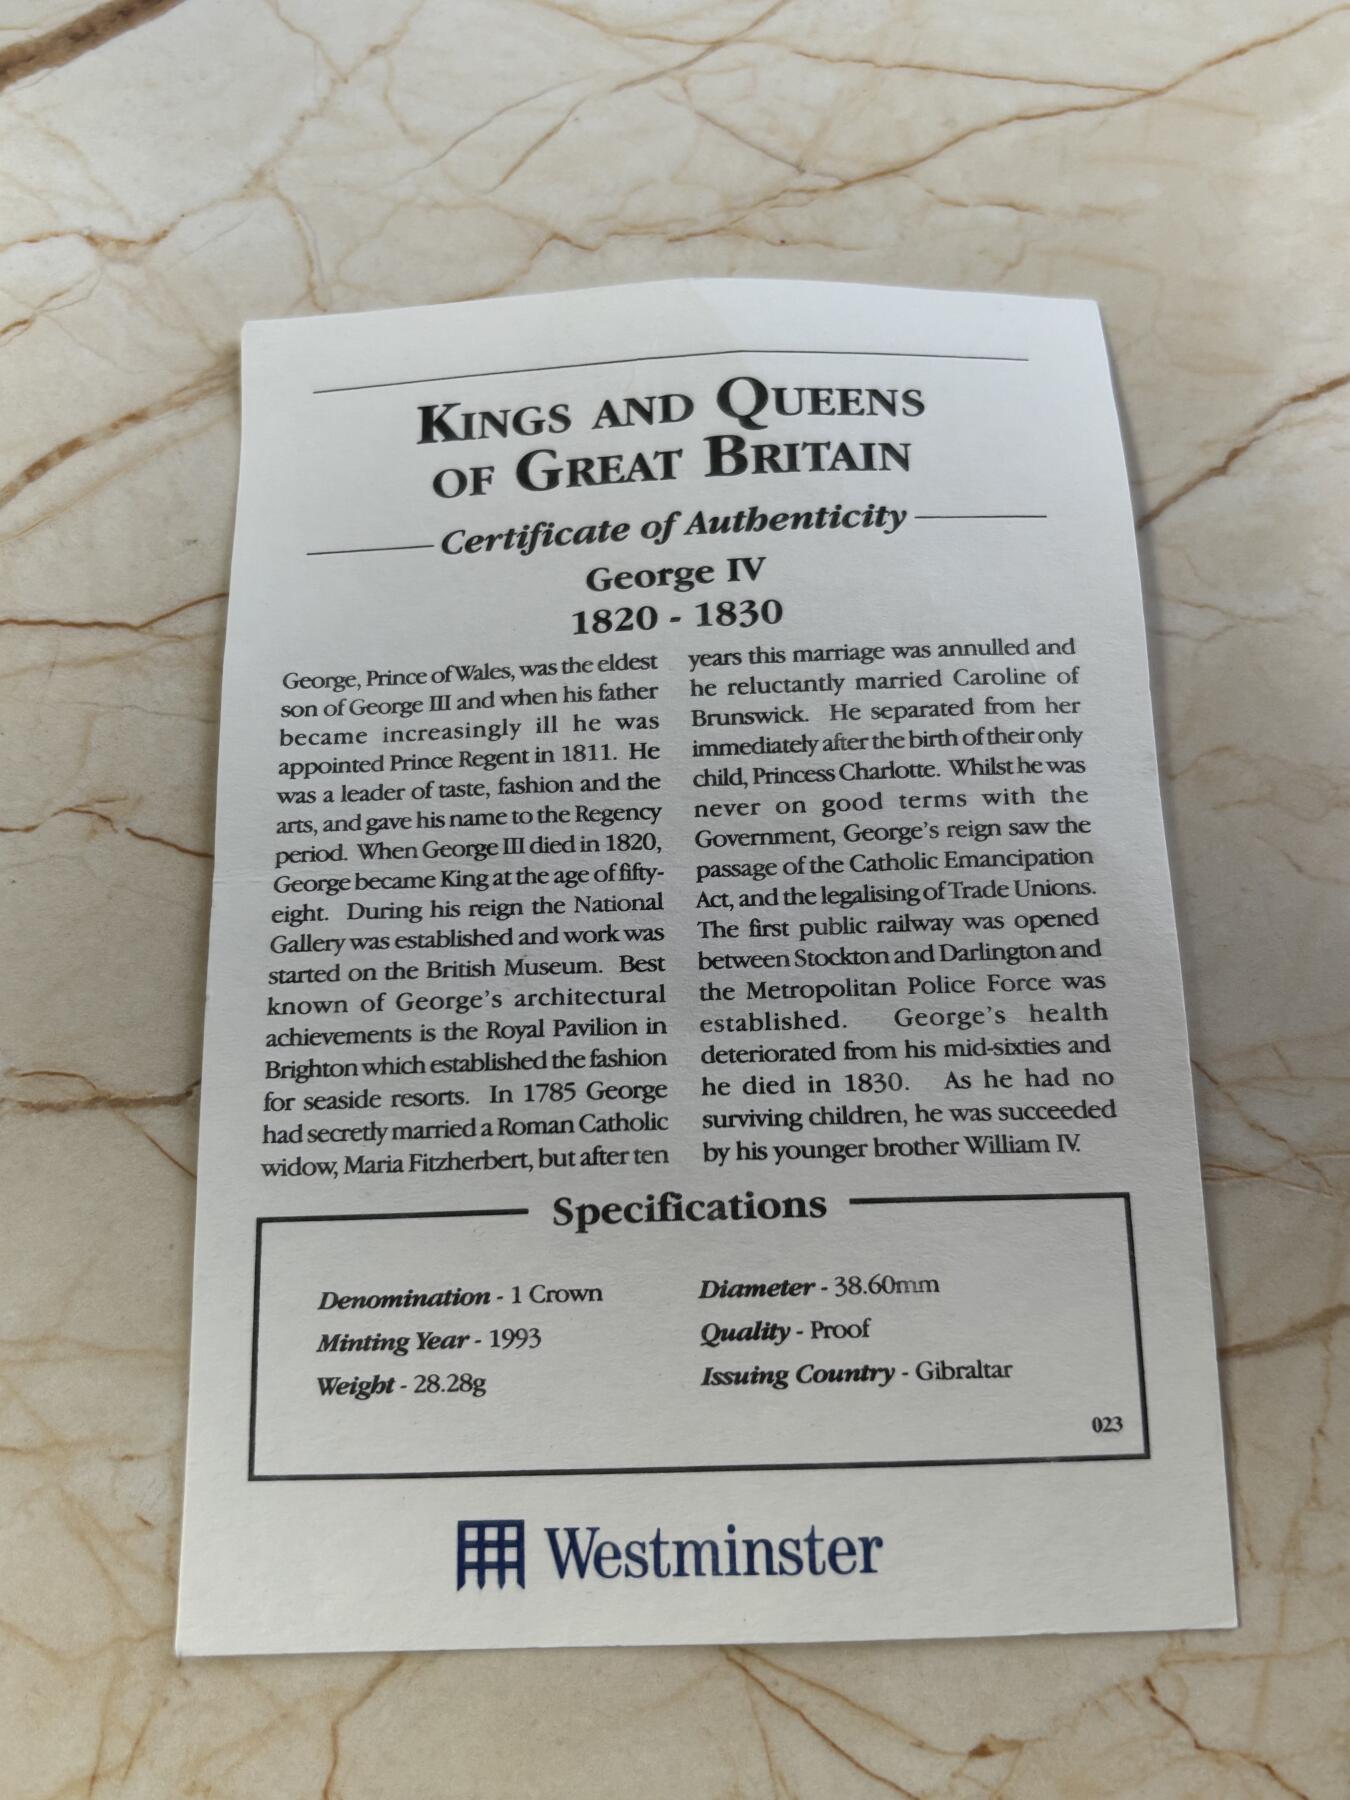 KINGS AND QUEENS
OF GREAT BRITAIN
Certificate of Authenticity
George IV
1820 - 1830
George, Prince of Wales, was the eldest
son of George III and when his father
became increasingly ill he was
appointed Prince Regent in 1811. He
was a leader of taste, fashion and the
arts, and gave his name to the Regency
period. When George III died in 1820,
George became King at the age of fifty-
eight. During his reign the National
Gallery was established and work was
started on the British Museum. Best
known of George's architectural
achievements is the Royal Pavilion in
Brighton which established the fashion
for seaside resorts. In 1785 George
had secretly married a Roman Catholic
widow, Maria Fitzherbert, but after ten
years this marriage was annulled and
he reluctantly married Caroline of
Brunswick. He separated from her
immediately after the birth of their only
child, Princess Charlotte. Whilst he was
never on good terms with the
Government, George's reign saw the
passage of the Catholic Emancipation
Act, and the legalising of Trade Unions.
The first public railway was opened
between Stockton and Darlington and
the Metropolitan Police Force was
established. George's health
deteriorated from his mid-sixties and
he died in 1830. As he had no
surviving children, he was succeeded
by his younger brother William IV.
Specifications
Denomination - 1 Crown
Minting Year - 1993
Weight - 28.28g
Diameter - 38.60mm
Quality - Proof
Issuing Country - Gibraltar
023
Westminster